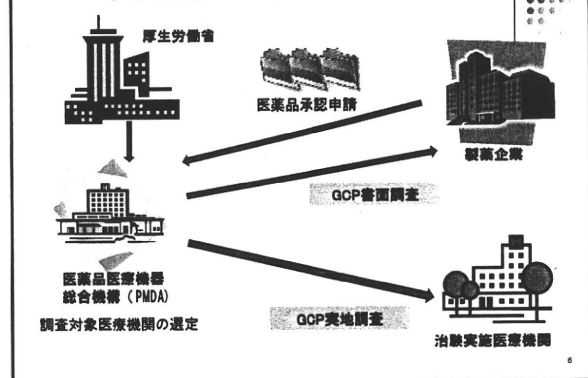 厚生労働省
医薬品承認申請
製薬企業
GCP書面調査
医薬品医療機器
総合機構（PMDA）
調査対象医療機関の選定
GCP実地調査
治験実施医療機関
6